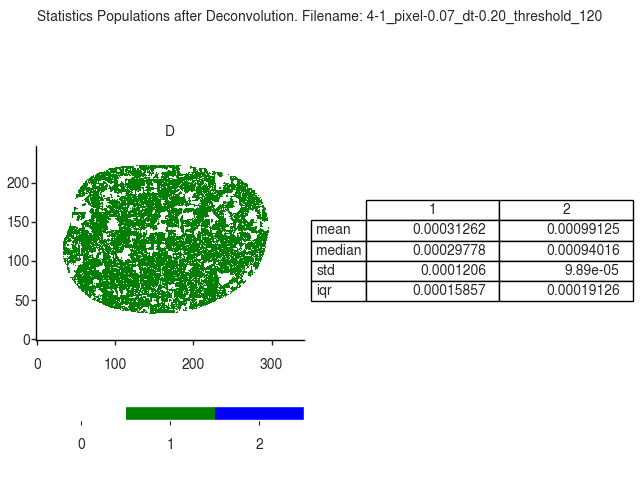 Statistics Populations after Deconvolution. Filename: 4-1_pixel-0.07_dt-0.20_threshold_120
D
200
150
100
50
0
0 100 200 300
1 2
mean 0.00031262 0.00099125
median 0.00029778 0.00094016
std 0.0001206 9.89e-05
iqr 0.00015857 0.00019126
0 1 2